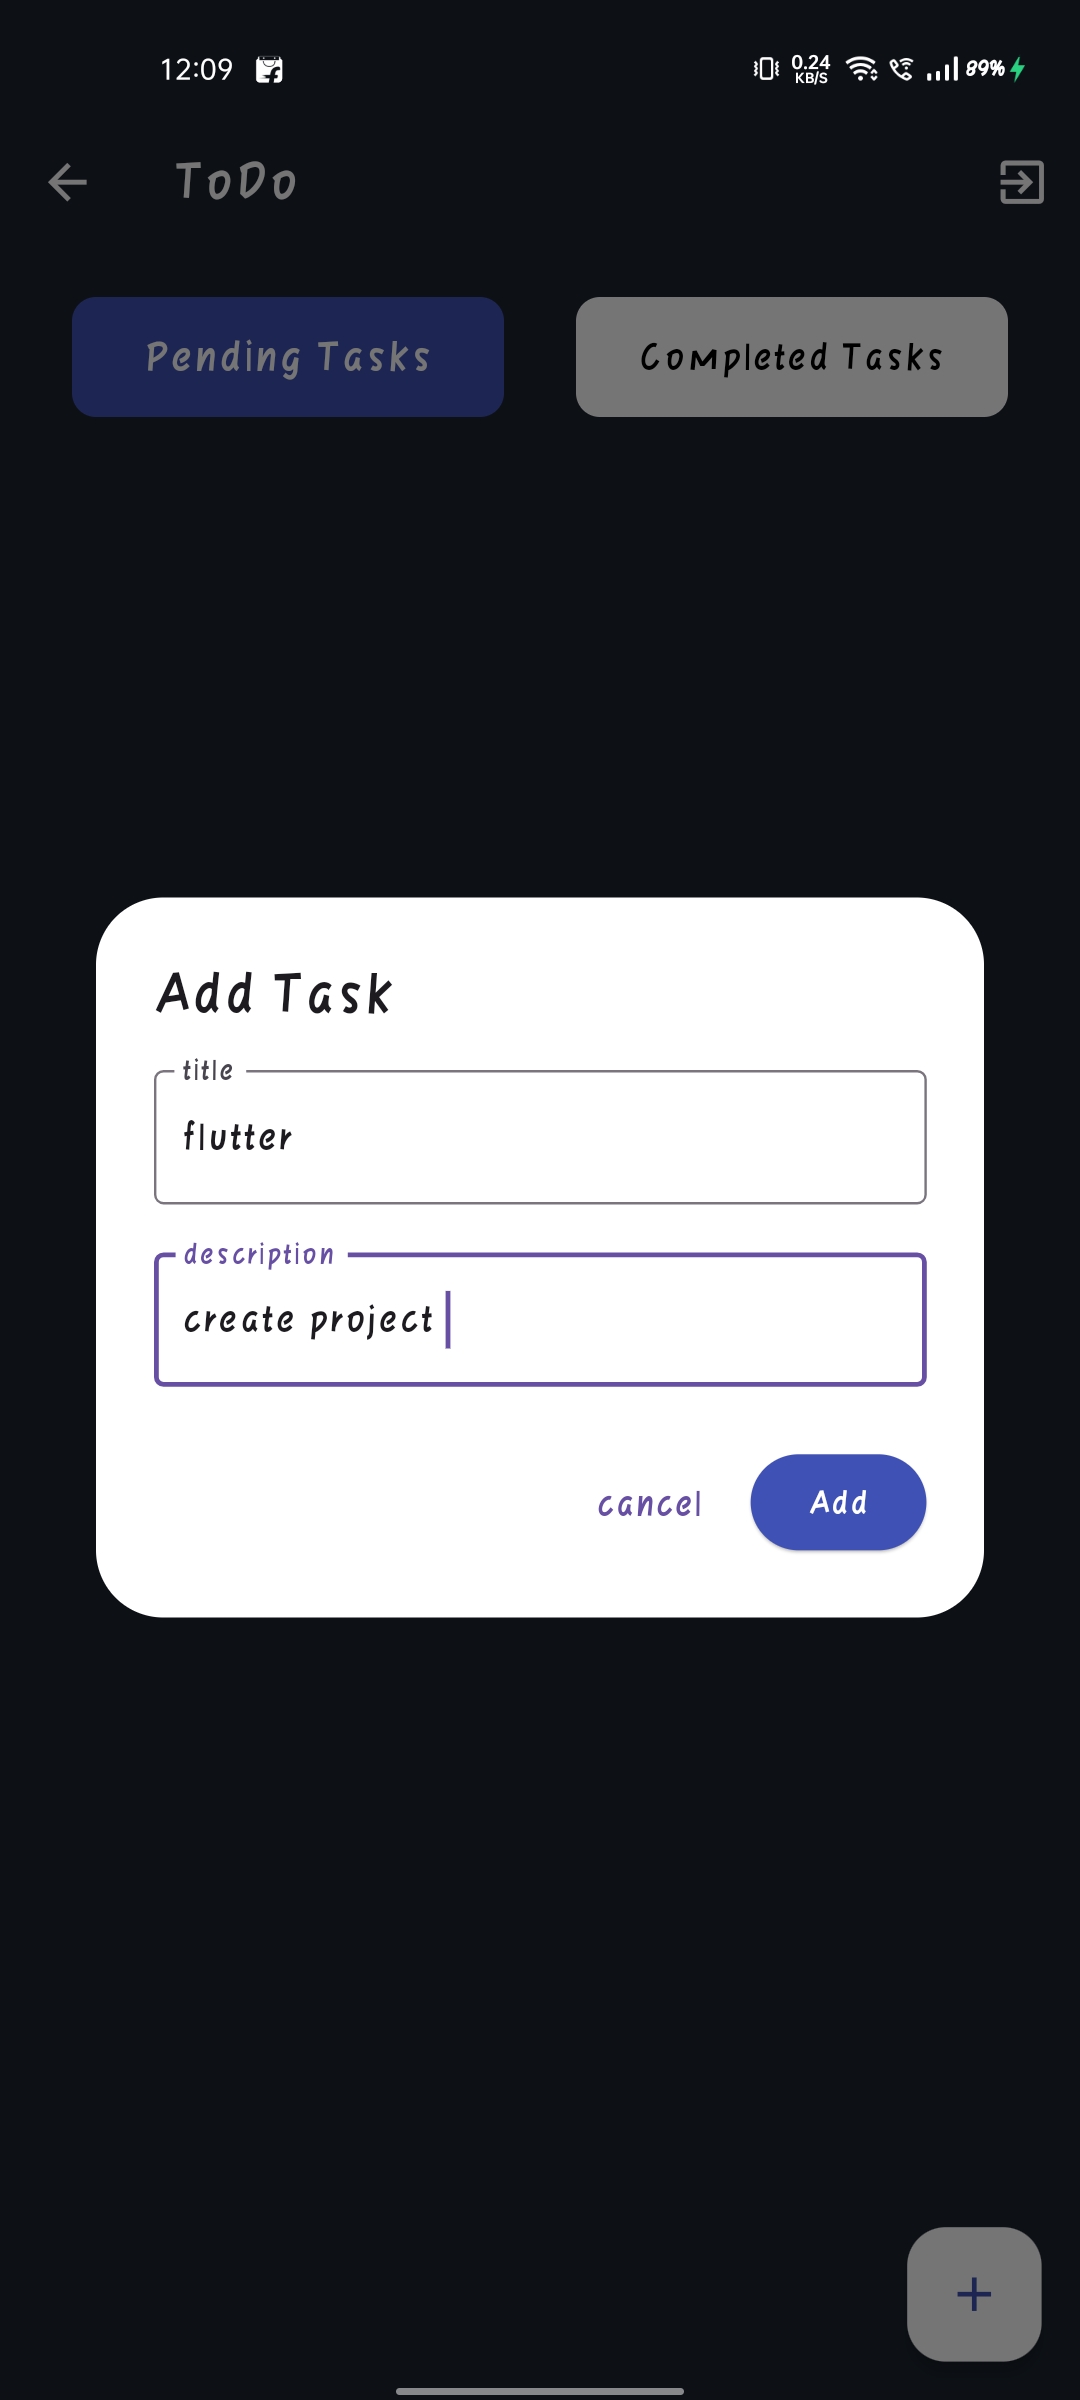 12:09 0.24 KB/S 89%
ToDo
Pending Tasks Completed Tasks
Add Task
title
flutter
description
create project
cancel Add